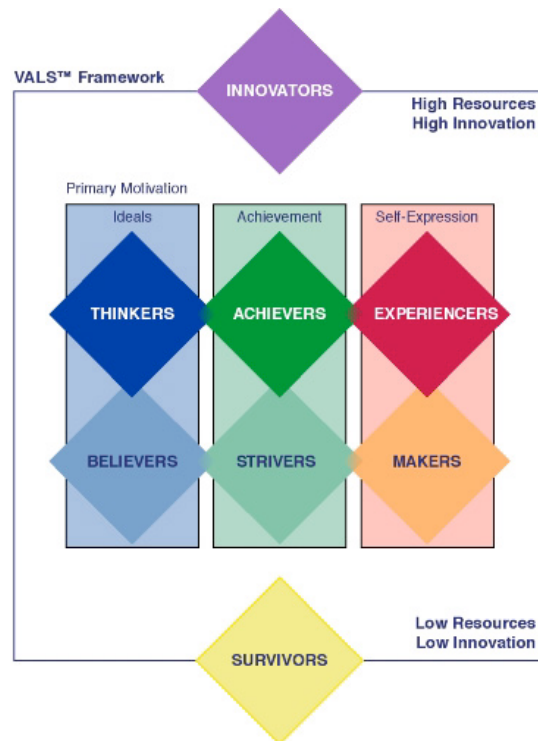 VALS™ Framework
INNOVATORS
High Resources
High Innovation
Primary Motivation
Ideals
Achievement
Self-Expression
THINKERS
ACHIEVERS
EXPERIENCERS
BELIEVERS
STRIVERS
MAKERS
Low Resources
Low Innovation
SURVIVORS